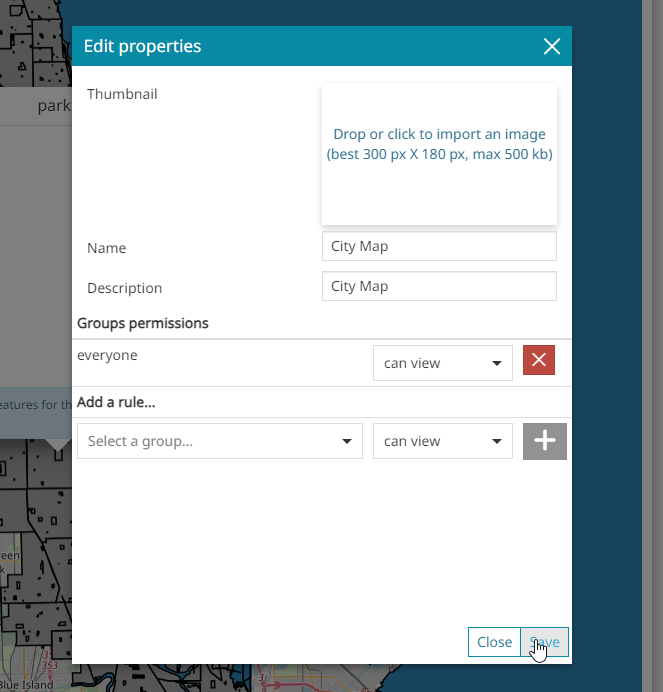 Edit properties
Thumbnail
Drop or click to import an image
(best 300 px X 180 px, max 500 kb)
park
Name
City Map
Description
City Map
Groups permissions
everyone
can view
eatures for th
Add a rule...
Select a group...
can view
een
k
353
Close
Save
Blue Island